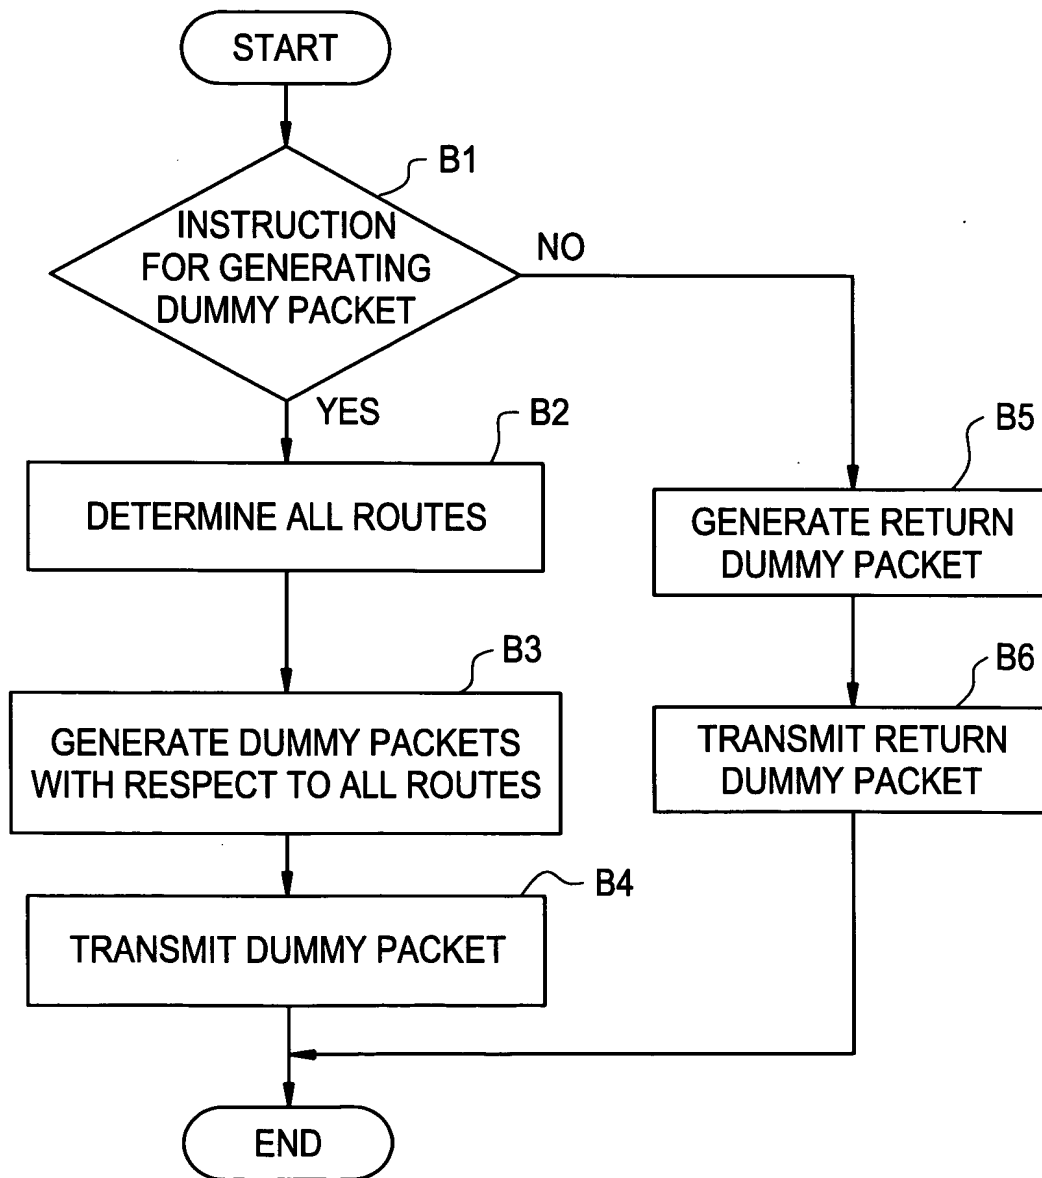 START
B1
INSTRUCTION
FOR GENERATING
DUMMY PACKET
NO
YES
B2
DETERMINE ALL ROUTES
B5
GENERATE RETURN
DUMMY PACKET
B3
GENERATE DUMMY PACKETS
WITH RESPECT TO ALL ROUTES
B6
TRANSMIT RETURN
DUMMY PACKET
B4
TRANSMIT DUMMY PACKET
END